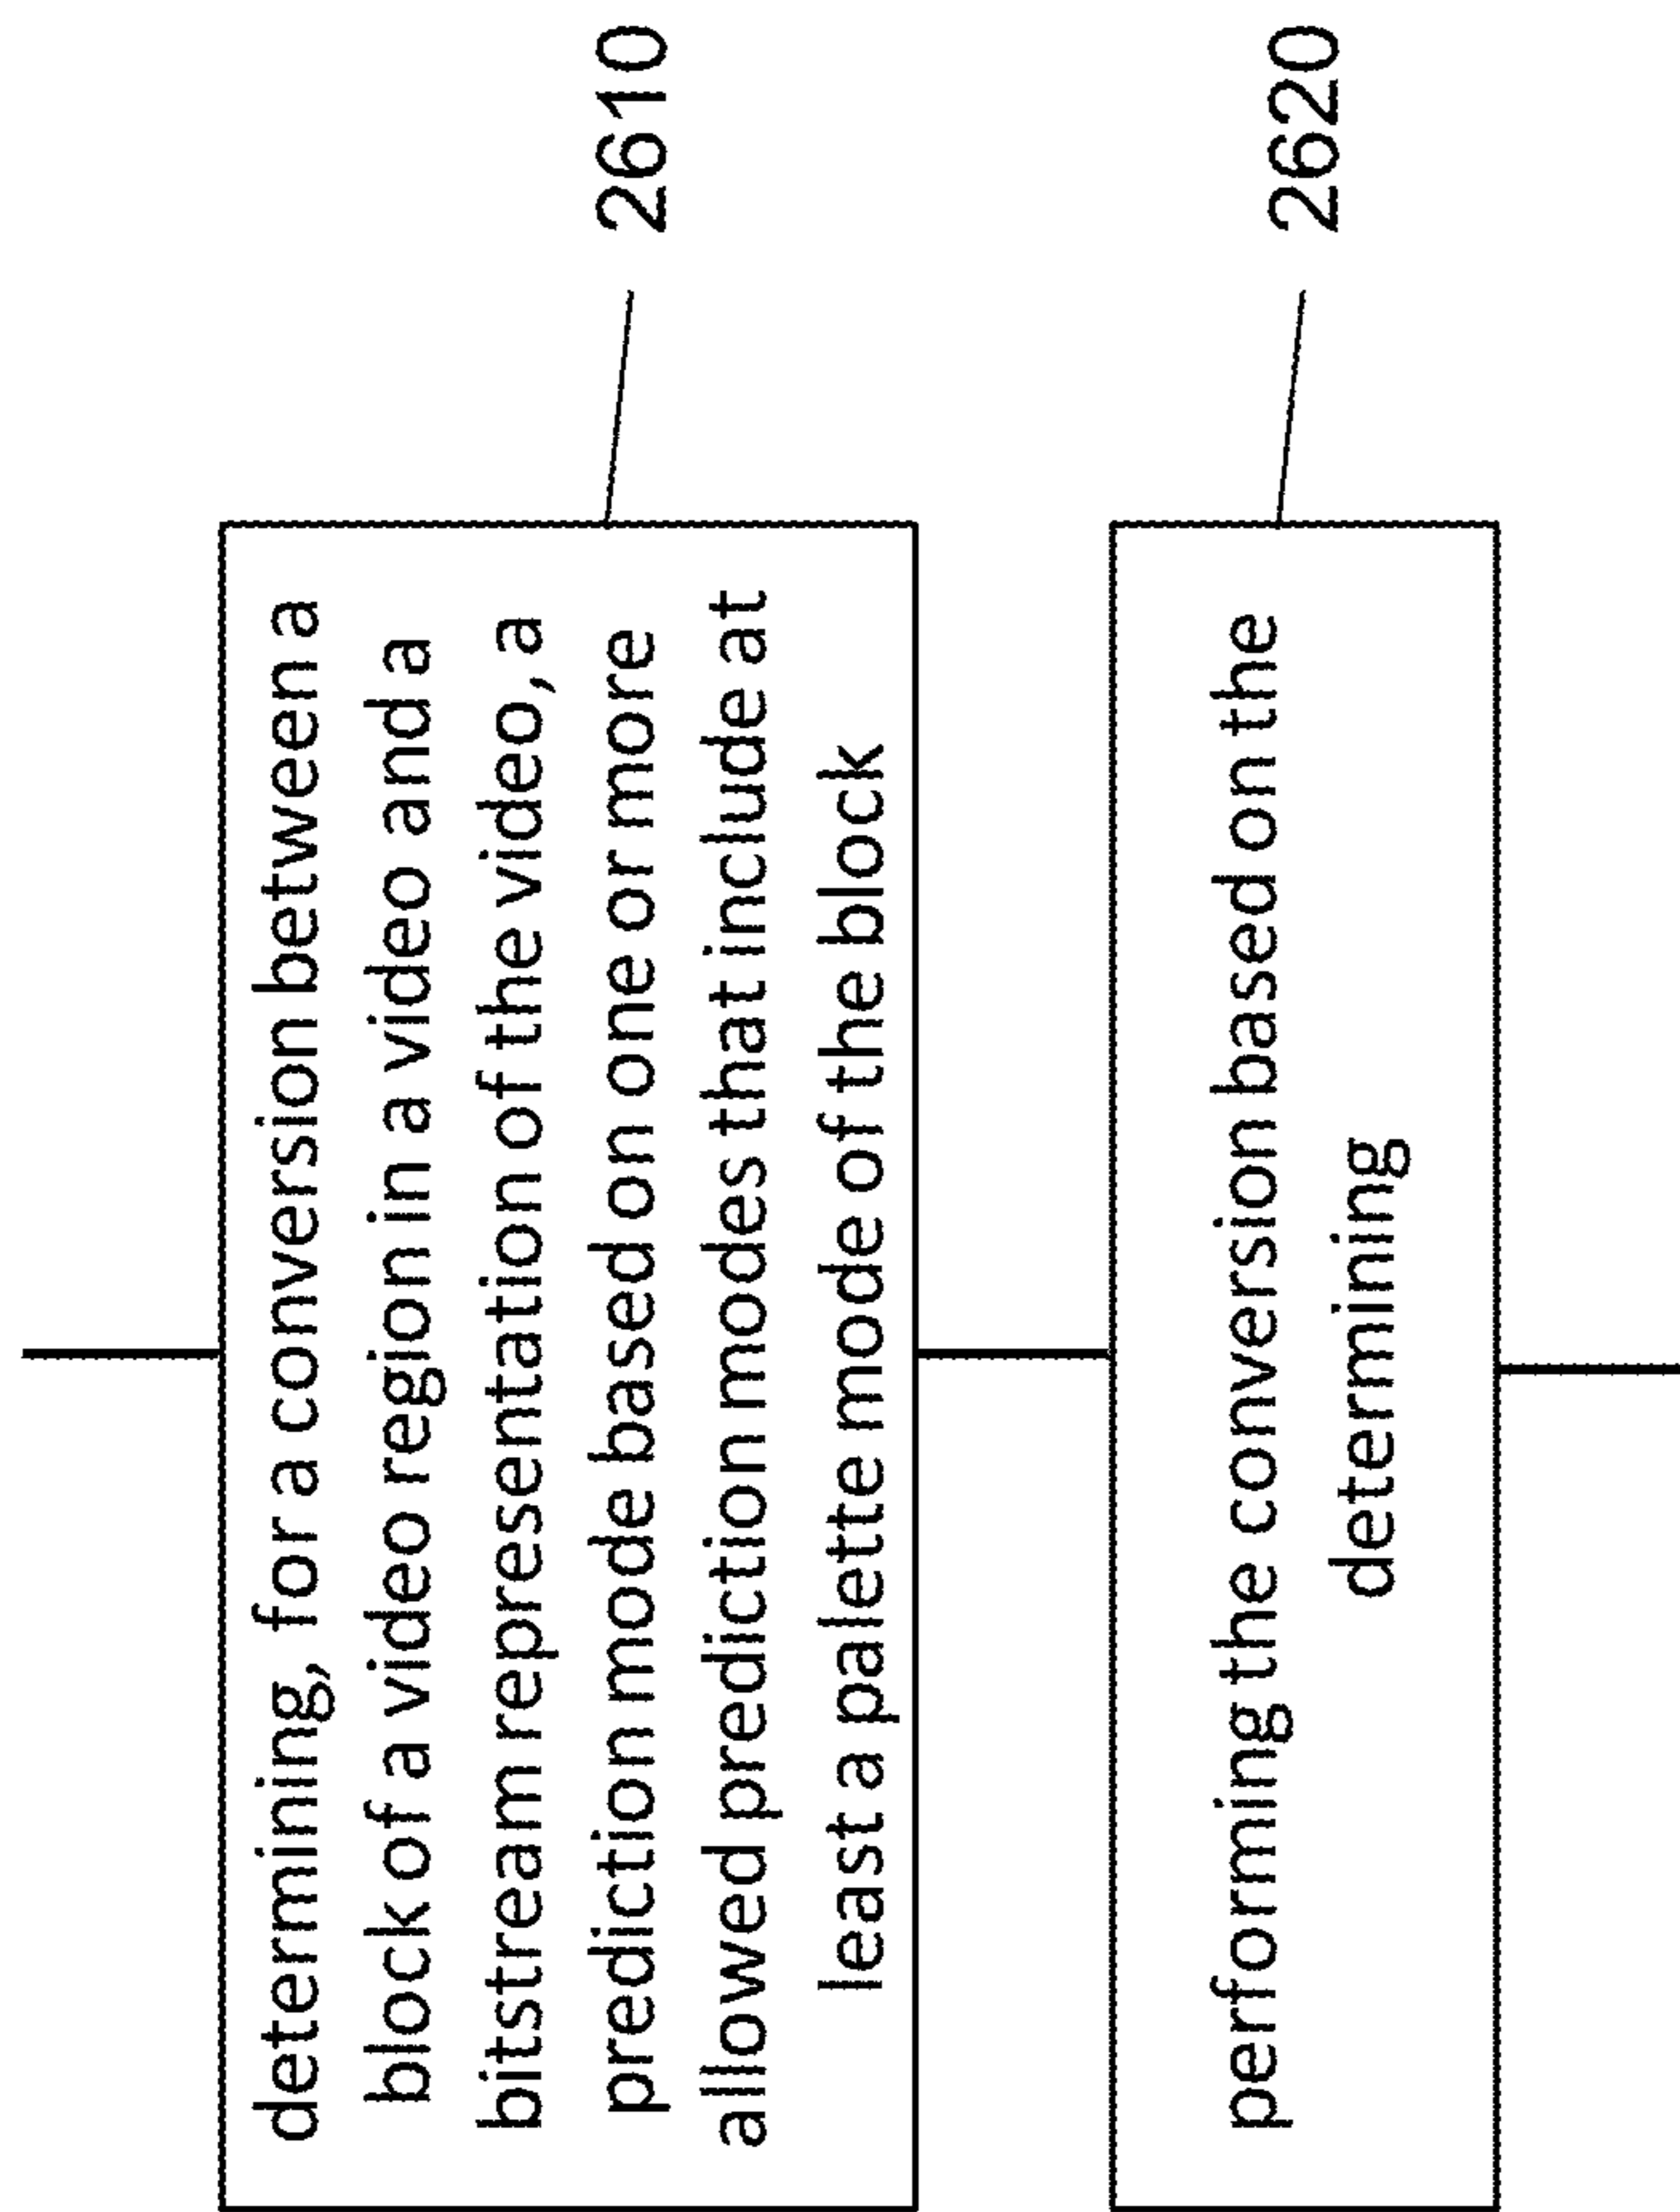 determining, for a conversion between a
block of a video region in a video and a
bitstream representation of the video, a
prediction mode based on one or more
allowed prediction modes that include at
least a palette mode of the block
2610
performing the conversion based on the
determining
2620